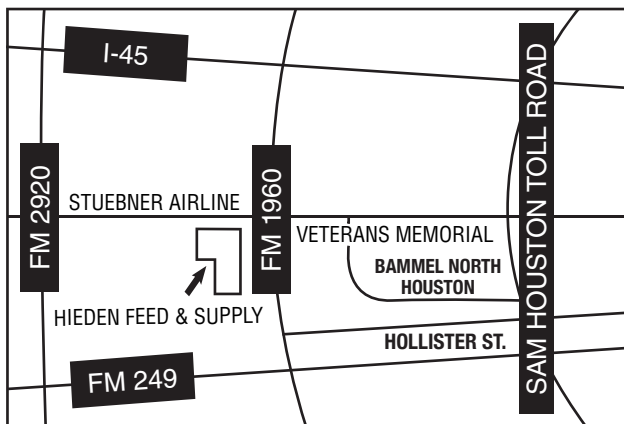 I-45
SAM HOUSTON TOLL ROAD
FM 2920
STUEBNER AIRLINE
FM 1960
VETERANS MEMORIAL
BAMMEL NORTH
HOUSTON
HIEDEN FEED & SUPPLY
HOLLISTER ST.
FM 249